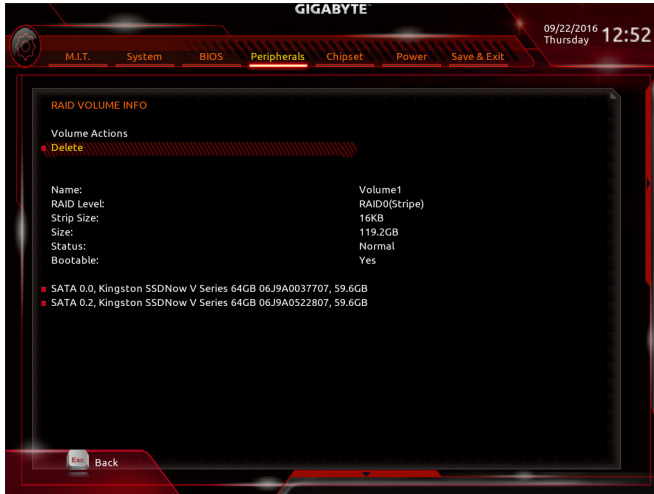 GIGABYTE
09/22/2016 12:52
Thursday
M.I.T. System BIOS Peripherals Chipset Power Save & Exit
RAID VOLUME INFO
Volume Actions
Delete
Name: Volume1
RAID Level: RAID0(Stripe)
Strip Size: 16KB
Size: 119.2GB
Status: Normal
Bootable: Yes
SATA 0.0, Kingston SSDNow V Series 64GB 06J9A0037707, 59.6GB
SATA 0.2, Kingston SSDNow V Series 64GB 06J9A0522807, 59.6GB
Esc Back